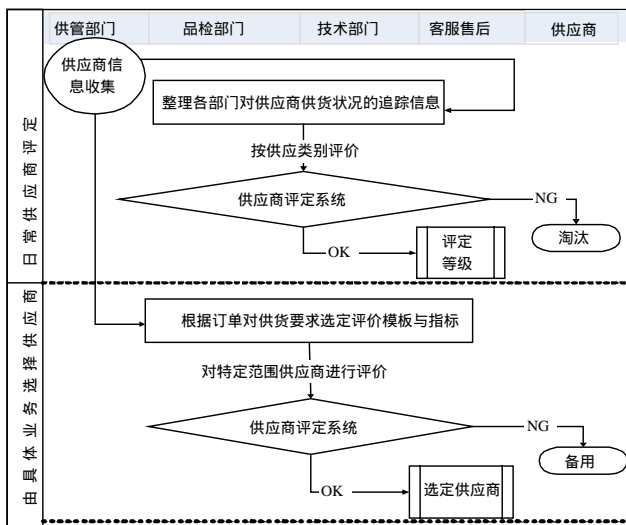 供管部门 品检部门 技术部门 客服售后 供应商
日常供应商评定
供应商信
息收集
整理各部门对供应商供货状况的追踪信息
按供应类别评价
供应商评定系统
NG
淘汰
OK
评定
等级
由具体业务选择供应商
根据订单对供货要求选定评价模板与指标
对特定范围供应商进行评价
供应商评定系统
NG
备用
OK
选定供应商